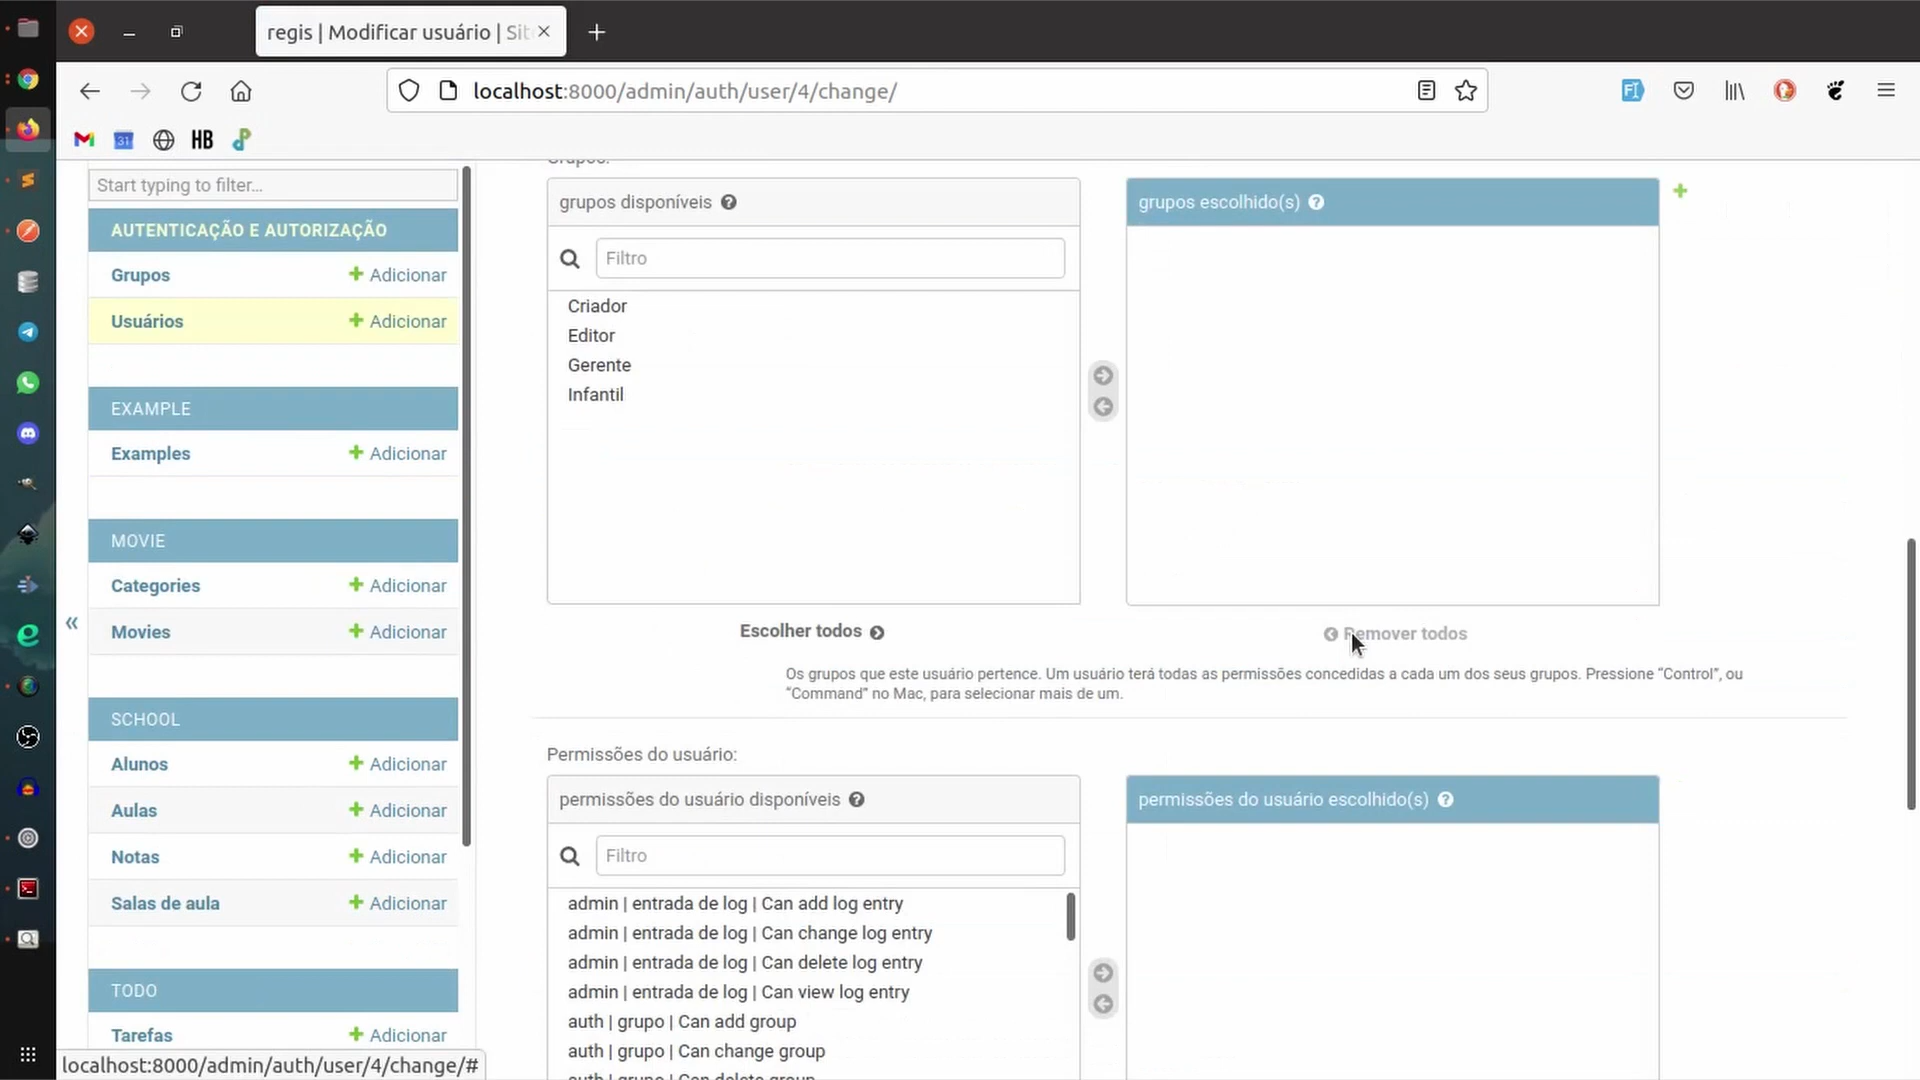 regis | Modificar usuário | Sit
localhost:8000/admin/auth/user/4/change/
31
HB
Start typing to filter...
AUTENTICAÇÃO E AUTORIZAÇÃO
Grupos Adicionar
Usuários Adicionar
EXAMPLE
Examples Adicionar
MOVIE
Categories Adicionar
Movies Adicionar
SCHOOL
Alunos Adicionar
Aulas Adicionar
Notas Adicionar
Salas de aula Adicionar
TODO
Tarefas Adicionar
localhost:8000/admin/auth/user/4/change/#
Grupos:
grupos disponíveis
Filtro
Criador
Editor
Gerente
Infantil
Escolher todos
grupos escolhido(s)
Remover todos
Os grupos que este usuário pertence. Um usuário terá todas as permissões concedidas a cada um dos seus grupos. Pressione “Control”, ou
“Command” no Mac, para selecionar mais de um.
Permissões do usuário:
permissões do usuário disponíveis
Filtro
admin | entrada de log | Can add log entry
admin | entrada de log | Can change log entry
admin | entrada de log | Can delete log entry
admin | entrada de log | Can view log entry
auth | grupo | Can add group
auth | grupo | Can change group
auth | grupo | Can delete group
permissões do usuário escolhido(s)